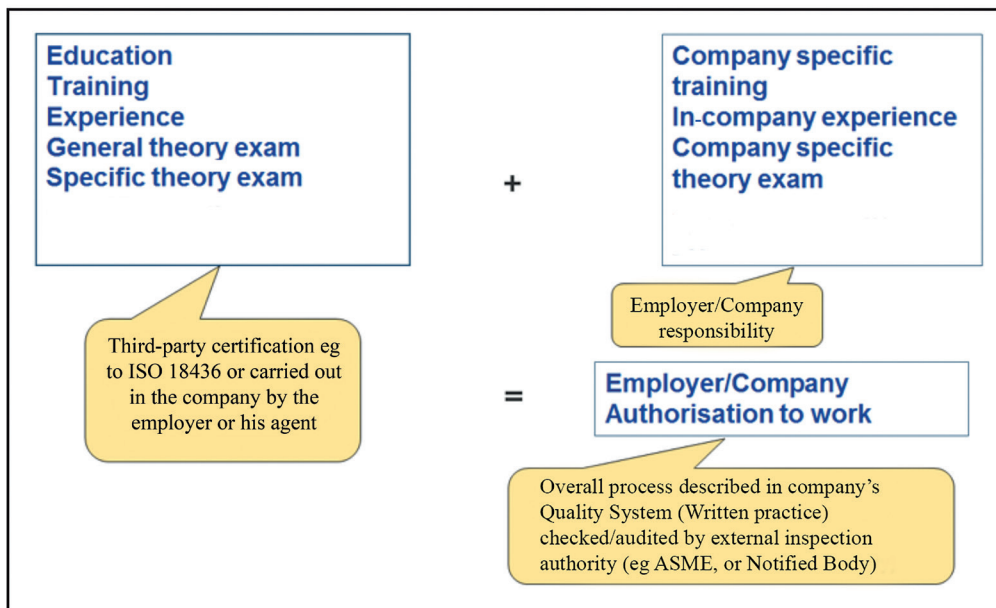 Education
Training
Experience
General theory exam
Specific theory exam
Third-party certification eg
to ISO 18436 or carried out
in the company by the
employer or his agent
+
Company specific
training
In-company experience
Company specific
theory exam
Employer/Company
responsibility
=
Employer/Company
Authorisation to work
Overall process described in company’s
Quality System (Written practice)
checked/audited by external inspection
authority (eg ASME, or Notified Body)